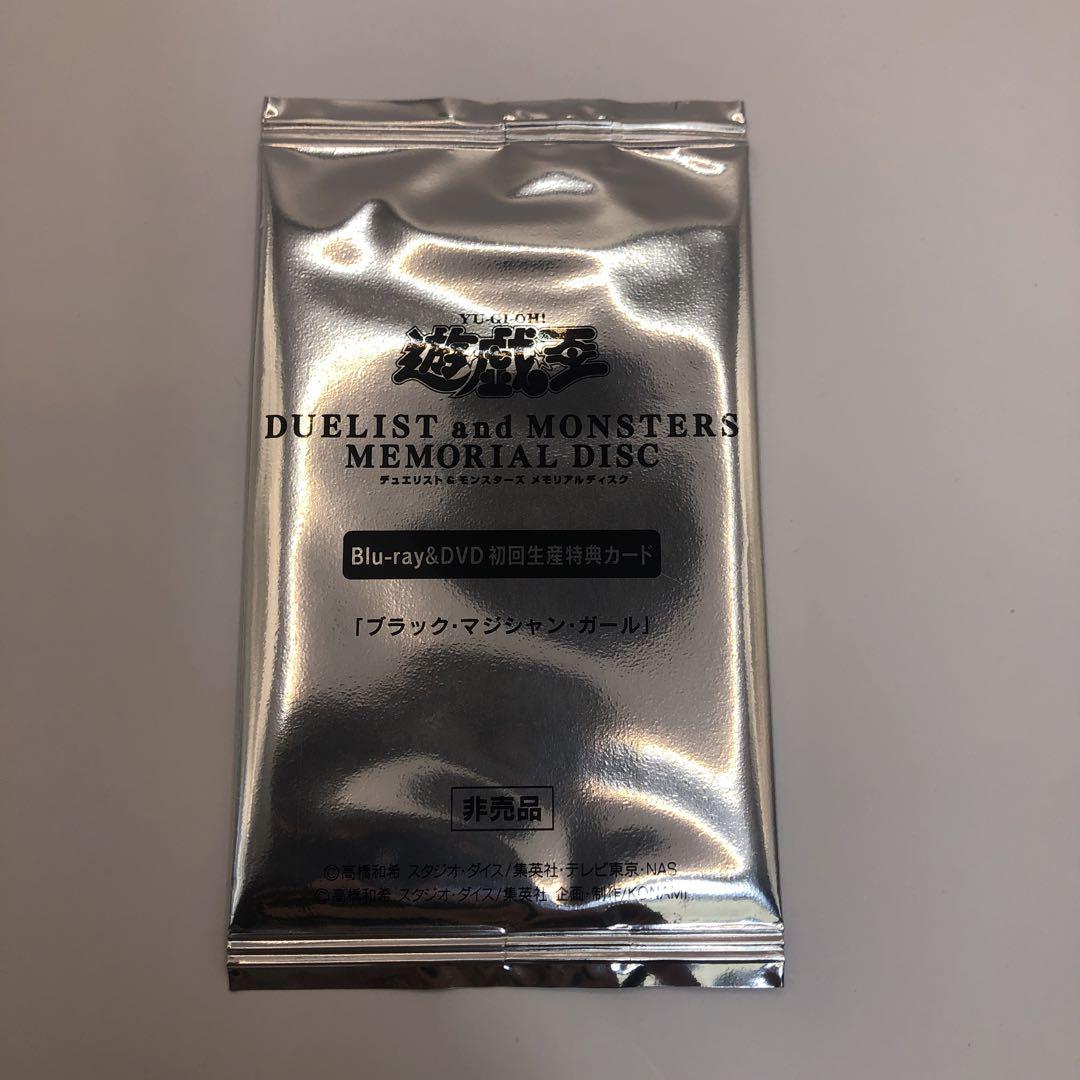 YU-GI-OH!
遊戯王
DUELIST and MONSTERS
MEMORIAL DISC
デュエリスト&モンスターズ メモリアルディスク
Blu-ray&DVD 初回生産特典カード
「ブラック・マジシャン・ガール」
非売品
©高橋和希 スタジオ・ダイス/集英社・テレビ東京・NAS
©高橋和希 スタジオ・ダイス/集英社 企画・制作/KONAMI